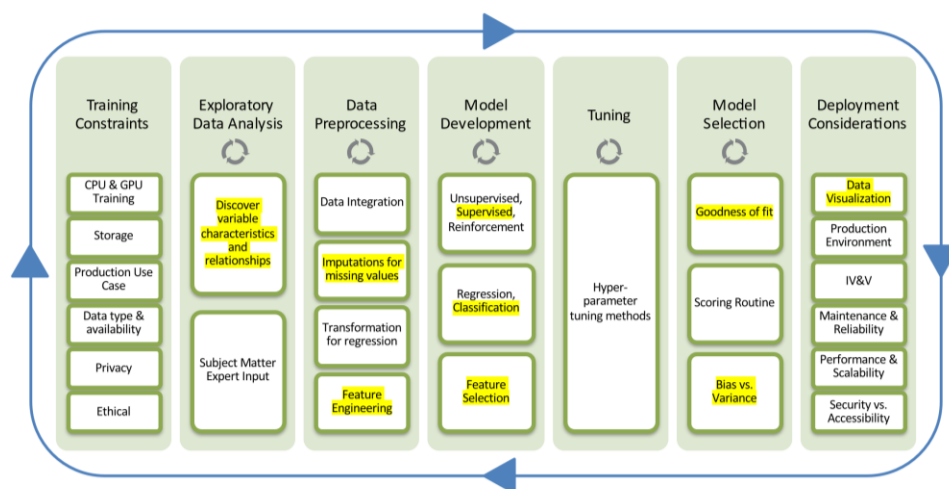 Training
Constraints
CPU & GPU
Training
Storage
Production Use
Case
Data type &
availability
Privacy
Ethical
Exploratory
Data Analysis
Discover
variable
characteristics
and
relationships
Subject Matter
Expert Input
Data
Preprocessing
Data Integration
Imputations for
missing values
Transformation
for regression
Feature
Engineering
Model
Development
Unsupervised,
Supervised,
Reinforcement
Regression,
Classification
Feature
Selection
Tuning
Hyper-
parameter
tuning methods
Model
Selection
Goodness of fit
Scoring Routine
Bias vs.
Variance
Deployment
Considerations
Data
Visualization
Production
Environment
IV&V
Maintenance &
Reliability
Performance &
Scalability
Security vs.
Accessibility